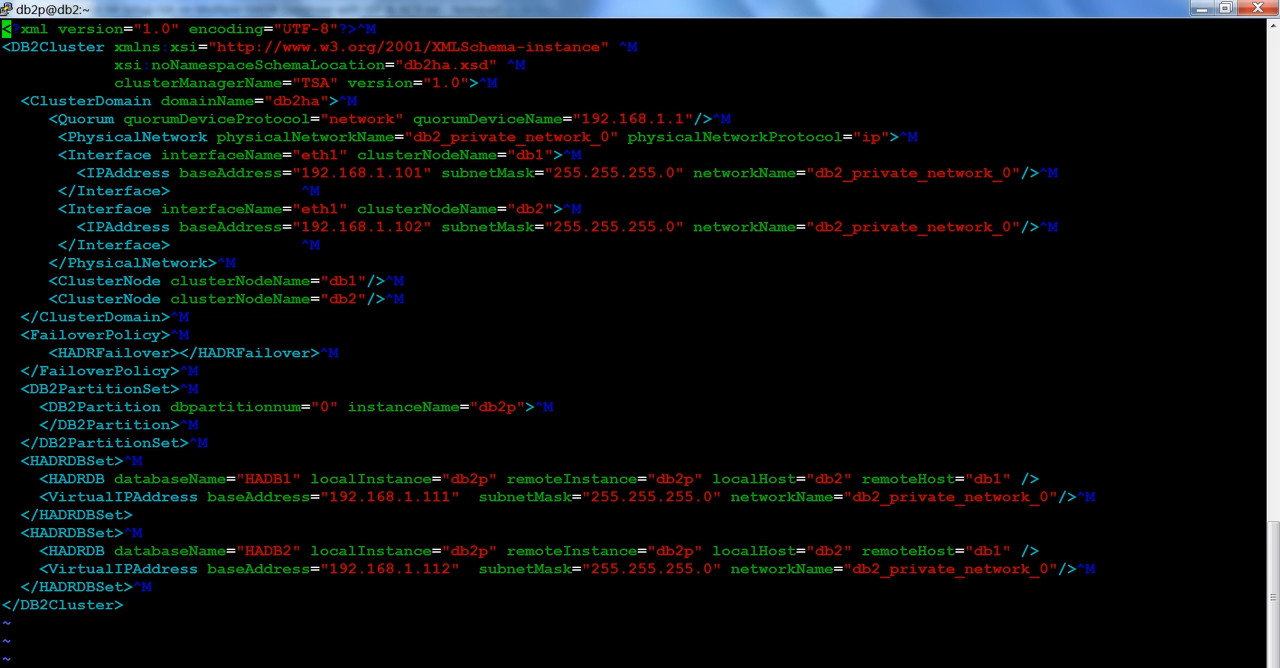 db2p@db2:~
<?xml version="1.0" encoding="UTF-8"?>^M
<DB2Cluster xmlns:xsi="http://www.w3.org/2001/XMLSchema-instance" ^M
            xsi:noNamespaceSchemaLocation="db2ha.xsd" ^M
            clusterManagerName="TSA" version="1.0">^M
  <ClusterDomain domainName="db2ha">^M
     <Quorum quorumDeviceProtocol="network" quorumDeviceName="192.168.1.1"/>^M
      <PhysicalNetwork physicalNetworkName="db2_private_network_0" physicalNetworkProtocol="ip">^M
      <Interface interfaceName="eth1" clusterNodeName="db1">^M
        <IPAddress baseAddress="192.168.1.101" subnetMask="255.255.255.0" networkName="db2_private_network_0"/>^M
      </Interface>              ^M
      <Interface interfaceName="eth1" clusterNodeName="db2">^M
        <IPAddress baseAddress="192.168.1.102" subnetMask="255.255.255.0" networkName="db2_private_network_0"/>^M
      </Interface>              ^M
     </PhysicalNetwork>^M
     <ClusterNode clusterNodeName="db1"/>^M
     <ClusterNode clusterNodeName="db2"/>^M
  </ClusterDomain>^M
  <FailoverPolicy>^M
     <HADRFailover></HADRFailover>^M
  </FailoverPolicy>^M
  <DB2PartitionSet>^M
    <DB2Partition dbpartitionnum="0" instanceName="db2p">^M
    </DB2Partition>^M
  </DB2PartitionSet>^M
  <HADRDBSet>^M
    <HADRDB databaseName="HADB1" localInstance="db2p" remoteInstance="db2p" localHost="db2" remoteHost="db1" />
    <VirtualIPAddress baseAddress="192.168.1.111"  subnetMask="255.255.255.0" networkName="db2_private_network_0"/>^M
  </HADRDBSet>
  <HADRDBSet>^M
    <HADRDB databaseName="HADB2" localInstance="db2p" remoteInstance="db2p" localHost="db2" remoteHost="db1" />
    <VirtualIPAddress baseAddress="192.168.1.112"  subnetMask="255.255.255.0" networkName="db2_private_network_0"/>^M
  </HADRDBSet>^M
</DB2Cluster>
~
~
~